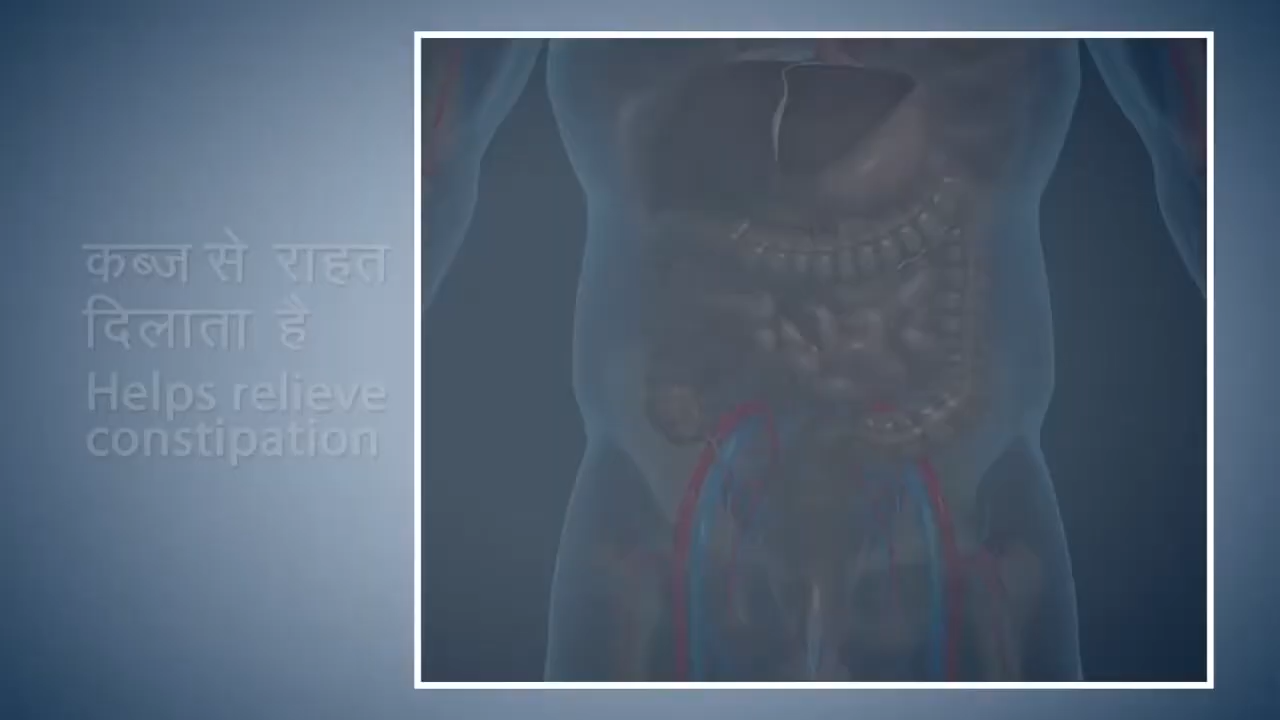 कब्ज से राहत
दिलाता है
Helps relieve
constipation